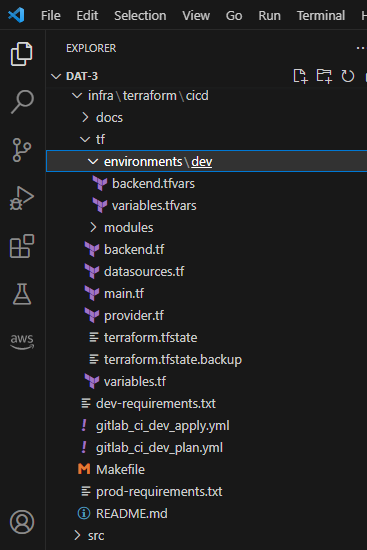 File Edit Selection View Go Run Terminal H
EXPLORER
DAT-3
infra \ terraform \ cicd
docs
tf
environments \ dev
backend.tfvars
variables.tfvars
modules
backend.tf
datasources.tf
main.tf
provider.tf
terraform.tfstate
terraform.tfstate.backup
variables.tf
dev-requirements.txt
gitlab_ci_dev_apply.yml
gitlab_ci_dev_plan.yml
Makefile
prod-requirements.txt
README.md
src
aws